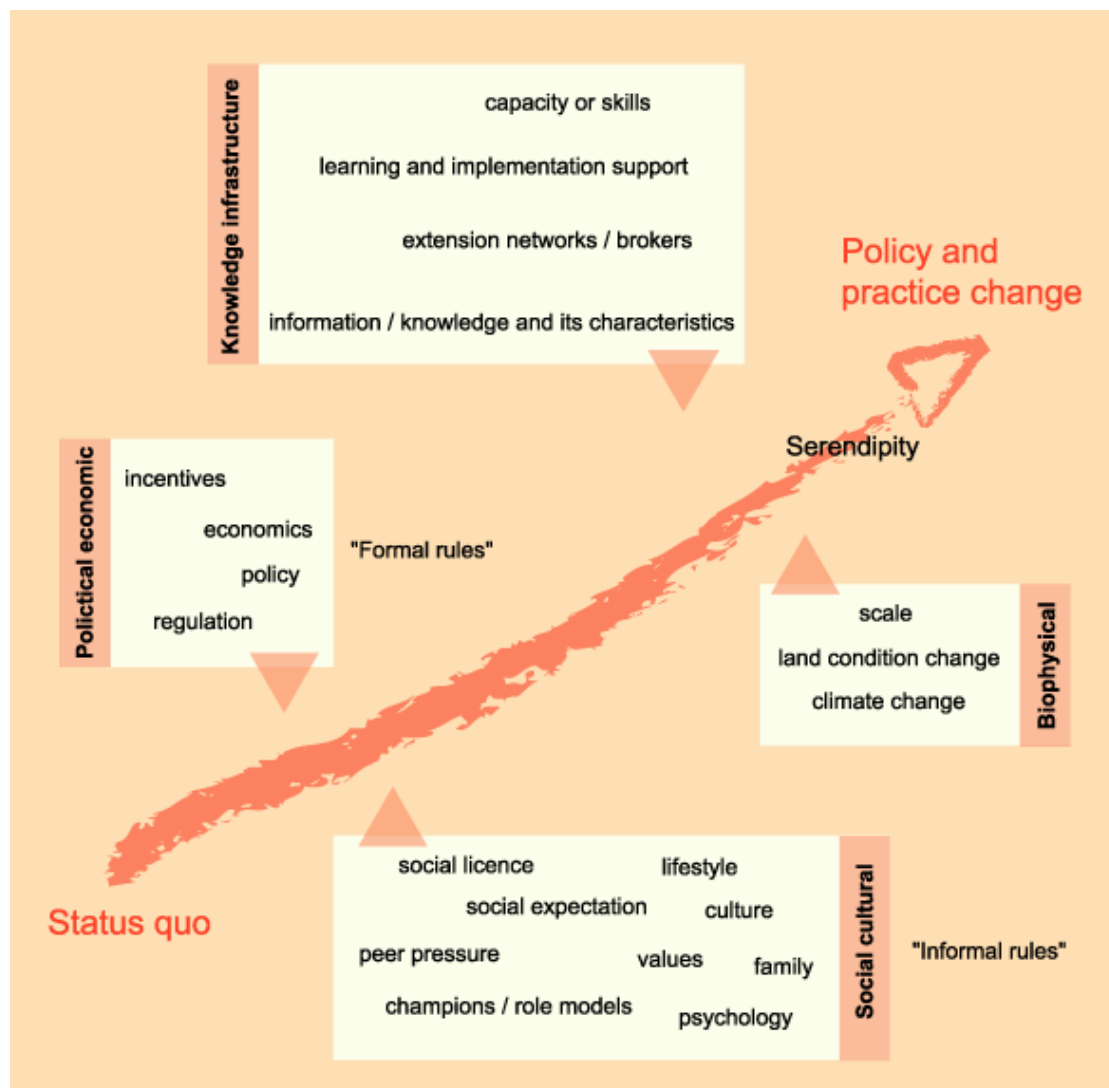 Knowledge infrastructure
capacity or skills
learning and implementation support
extension networks / brokers
information / knowledge and its characteristics
Policy and
practice change
Serendipity
Polictical economic
incentives
economics
policy
regulation
"Formal rules"
scale
land condition change
climate change
Biophysical
Status quo
social licence
lifestyle
social expectation
culture
peer pressure
values
family
champions / role models
psychology
Social cultural
"Informal rules"